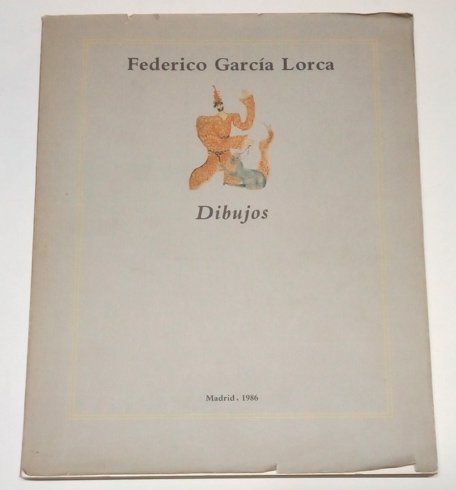 Federico García Lorca
Dibujos
Madrid, 1986